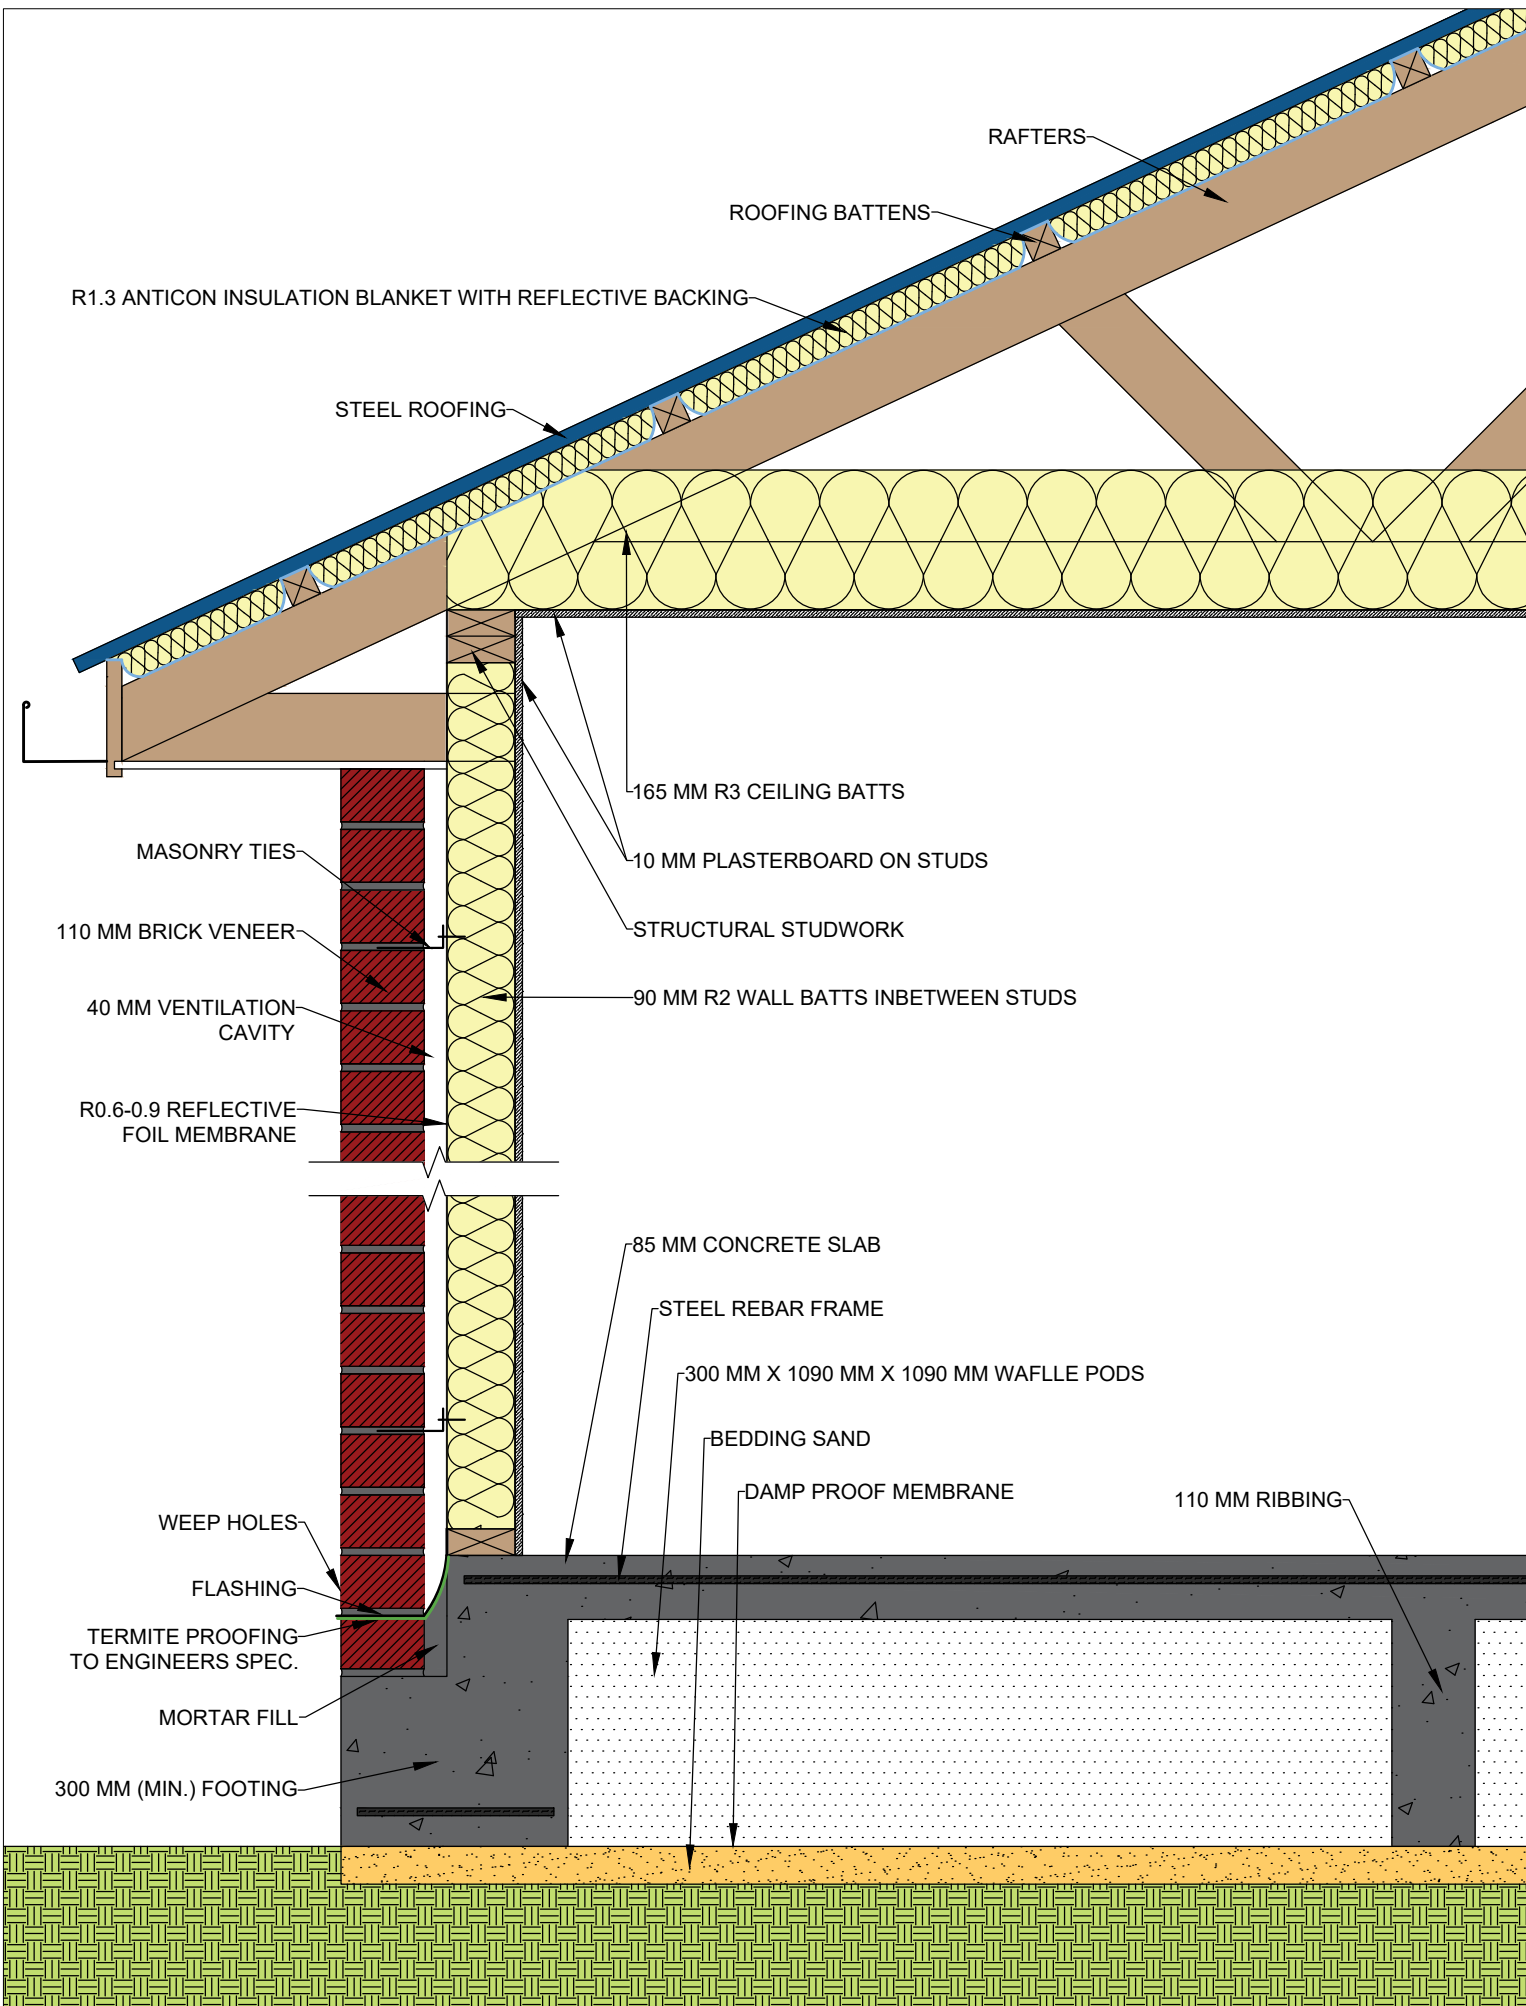 RAFTERS
ROOFING BATTENS
R1.3 ANTICON INSULATION BLANKET WITH REFLECTIVE BACKING
STEEL ROOFING
165 MM R3 CEILING BATTS
MASONRY TIES
10 MM PLASTERBOARD ON STUDS
110 MM BRICK VENEER
STRUCTURAL STUDWORK
40 MM VENTILATION
CAVITY
90 MM R2 WALL BATTS INBETWEEN STUDS
R0.6-0.9 REFLECTIVE
FOIL MEMBRANE
85 MM CONCRETE SLAB
STEEL REBAR FRAME
300 MM X 1090 MM X 1090 MM WAFLLE PODS
BEDDING SAND
DAMP PROOF MEMBRANE
110 MM RIBBING
WEEP HOLES
FLASHING
TERMITE PROOFING
TO ENGINEERS SPEC.
MORTAR FILL
300 MM (MIN.) FOOTING